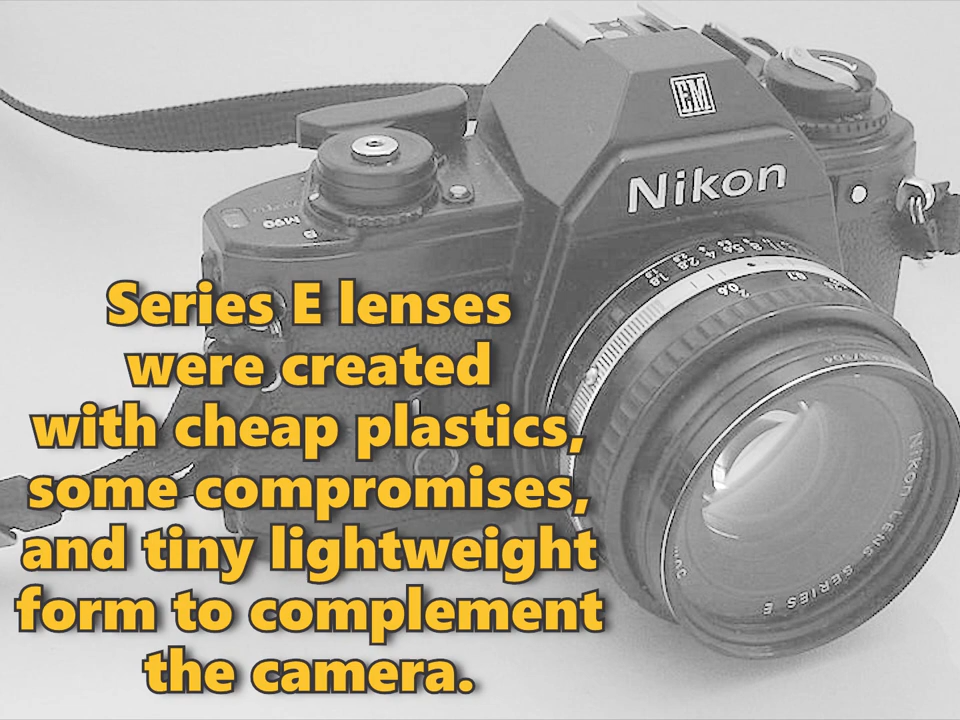 EM
Nikon
M90
B
Series E lenses
were created
with cheap plastics,
some compromises,
and tiny lightweight
form to complement
the camera.
Nikon LENS SERIES E